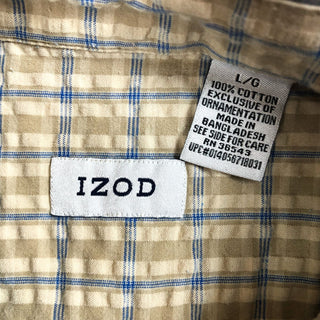 L/G
100% COTTON
EXCLUSIVE OF
ORNAMENTATION
MADE IN
BANGLADESH
SEE SIDE FOR CARE
RN 36543
UPC#014056718031
IZOD